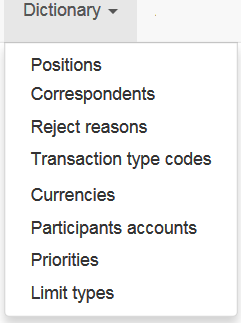 Dictionary
Positions
Correspondents
Reject reasons
Transaction type codes
Currencies
Participants accounts
Priorities
Limit types